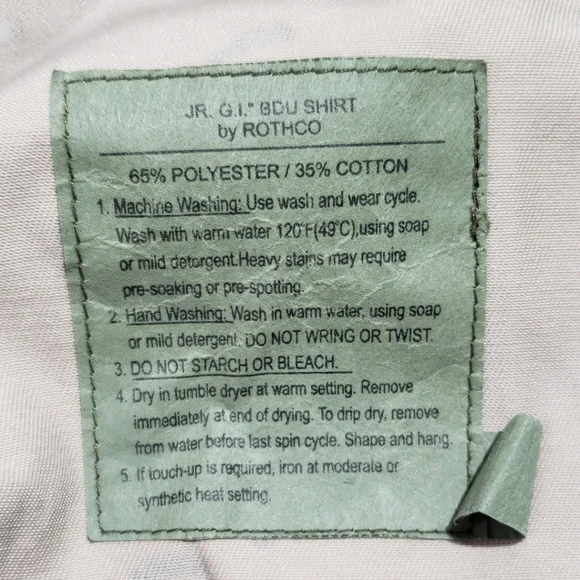 JR. G.I." BDU SHIRT
by ROTHCO
65% POLYESTER / 35% COTTON
1. Machine Washing: Use wash and wear cycle.
Wash with warm water 120°F(49°C),using soap
or mild detergent.Heavy stains may require
pre-soaking or pre-spotting.
2. Hand Washing: Wash in warm water, using soap
or mild detergent. DO NOT WRING OR TWIST.
3. DO NOT STARCH OR BLEACH.
4. Dry in tumble dryer at warm setting. Remove
immediately at end of drying. To drip dry, remove
from water before last spin cycle. Shape and hang.
5. If touch-up is required, iron at moderate or
synthetic heat setting.